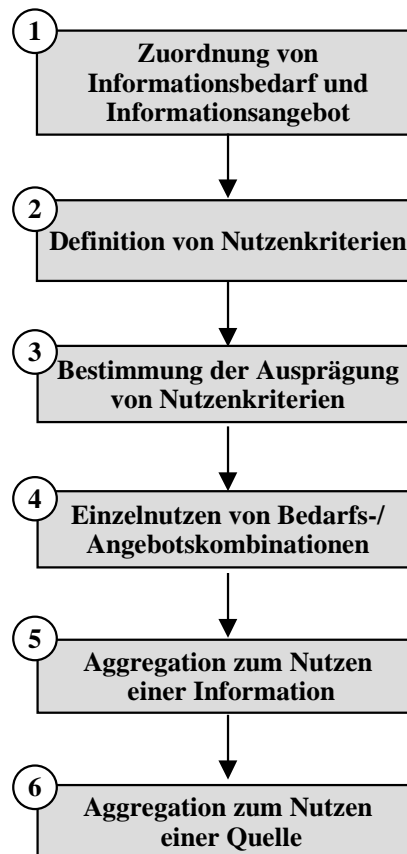 1
Zuordnung von
Informationsbedarf und
Informationsangebot
2
Definition von Nutzenkriterien
3
Bestimmung der Ausprägung
von Nutzenkriterien
4
Einzelnutzen von Bedarfs-/
Angebotskombinationen
5
Aggregation zum Nutzen
einer Information
6
Aggregation zum Nutzen
einer Quelle